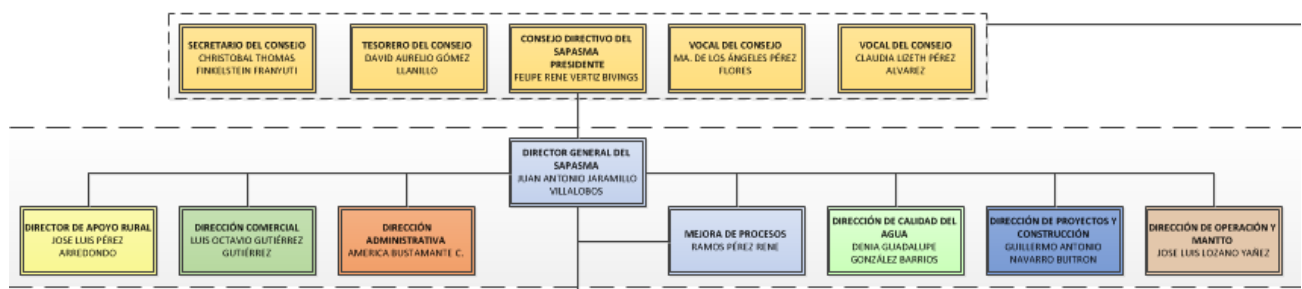 SECRETARIO DEL CONSEJO
CHRISTOBAL THOMAS
FINKELSTEIN FRANYUTI
TESORERO DEL CONSEJO
DAVID AURELIO GÓMEZ
LLANILLO
CONSEJO DIRECTIVO DEL
SAPASMA
PRESIDENTE
FELIPE RENE VERTIZ BIVINGS
VOCAL DEL CONSEJO
MA. DE LOS ÁNGELES PÉREZ
FLORES
VOCAL DEL CONSEJO
CLAUDIA LIZETH PÉREZ
ALVAREZ
DIRECTOR GENERAL DEL
SAPASMA
JUAN ANTONIO JARAMILLO
VILLALOBOS
DIRECTOR DE APOYO RURAL
JOSE LUIS PÉREZ
ARREDONDO
DIRECCIÓN COMERCIAL
LUIS OCTAVIO GUTIÉRREZ
GUTIÉRREZ
DIRECCIÓN
ADMINISTRATIVA
AMERICA BUSTAMANTE C.
MEJORA DE PROCESOS
RAMOS PÉREZ RENE
DIRECCIÓN DE CALIDAD DEL
AGUA
DENIA GUADALUPE
GONZÁLEZ BARRIOS
DIRECCIÓN DE PROYECTOS Y
CONSTRUCCIÓN
GUILLERMO ANTONIO
NAVARRO BUITRON
DIRECCIÓN DE OPERACIÓN Y
MANTTO
JOSE LUIS LOZANO YAÑEZ